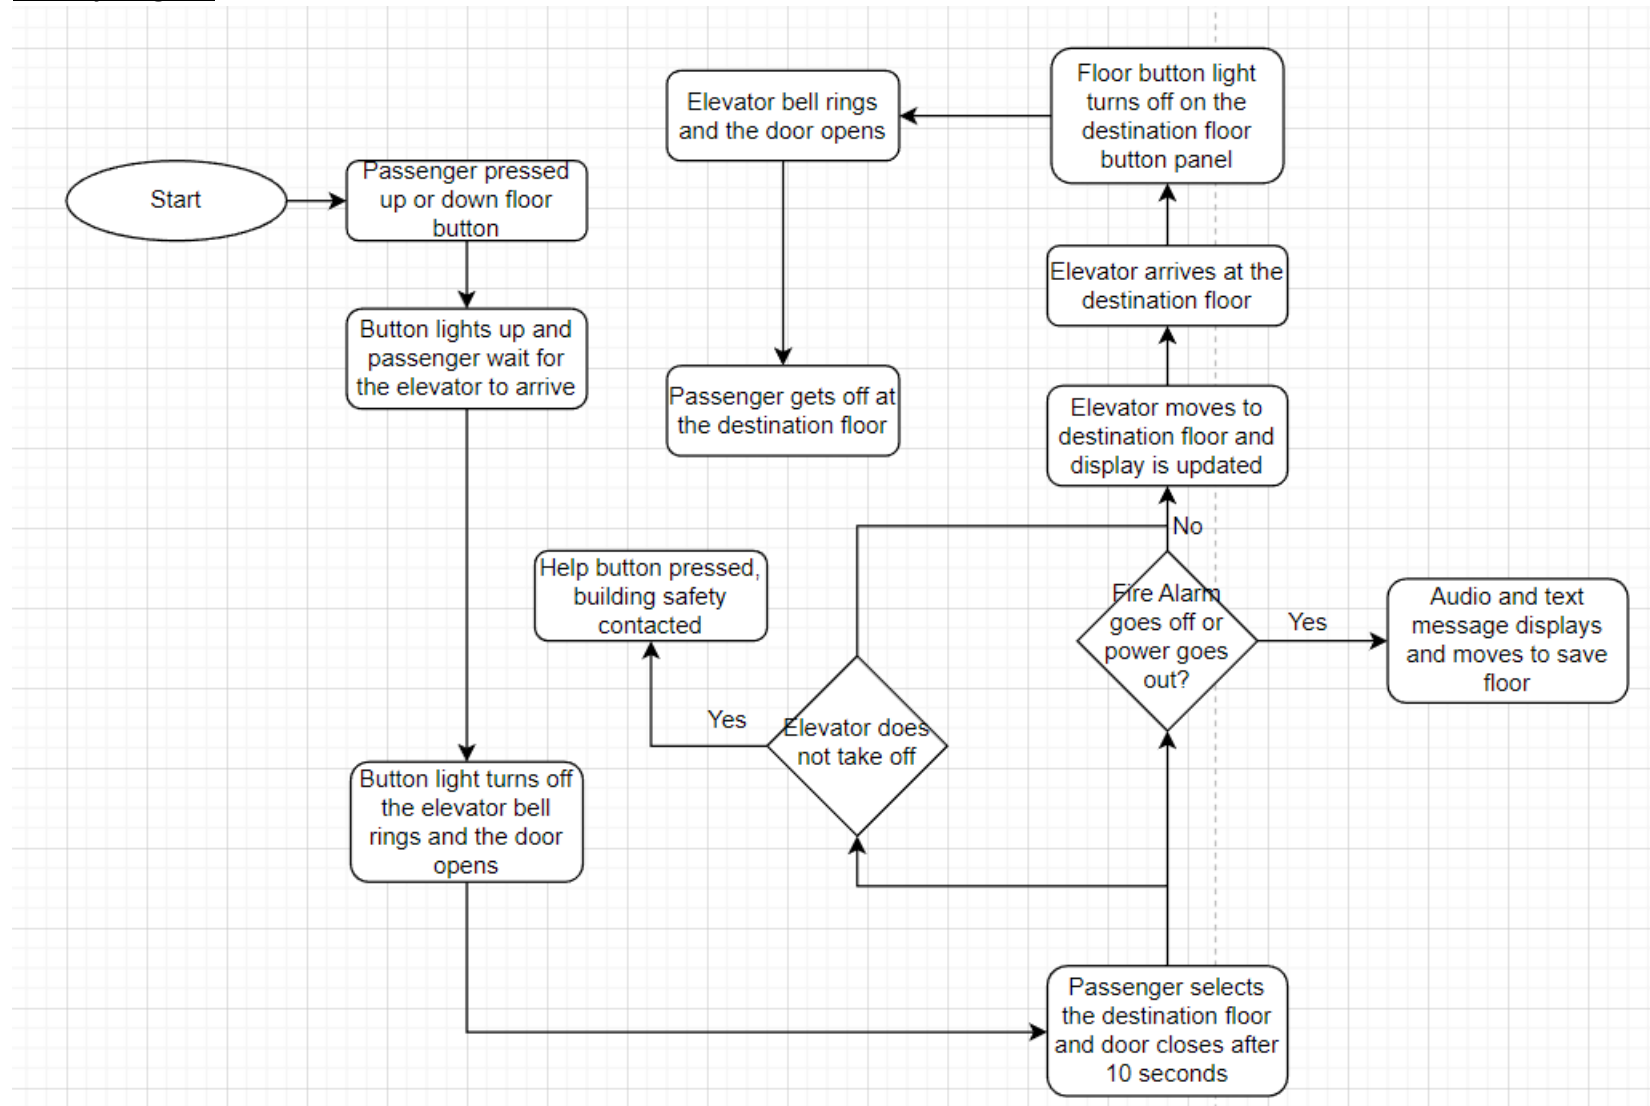 Start
Passenger pressed
up or down floor
button
Button lights up and
passenger wait for
the elevator to arrive
Button light turns off
the elevator bell
rings and the door
opens
Passenger selects
the destination floor
and door closes after
10 seconds
Elevator does
not take off
Yes
Help button pressed,
building safety
contacted
Fire Alarm
goes off or
power goes
out?
Yes
Audio and text
message displays
and moves to save
floor
No
Elevator moves to
destination floor and
display is updated
Elevator arrives at the
destination floor
Floor button light
turns off on the
destination floor
button panel
Elevator bell rings
and the door opens
Passenger gets off at
the destination floor